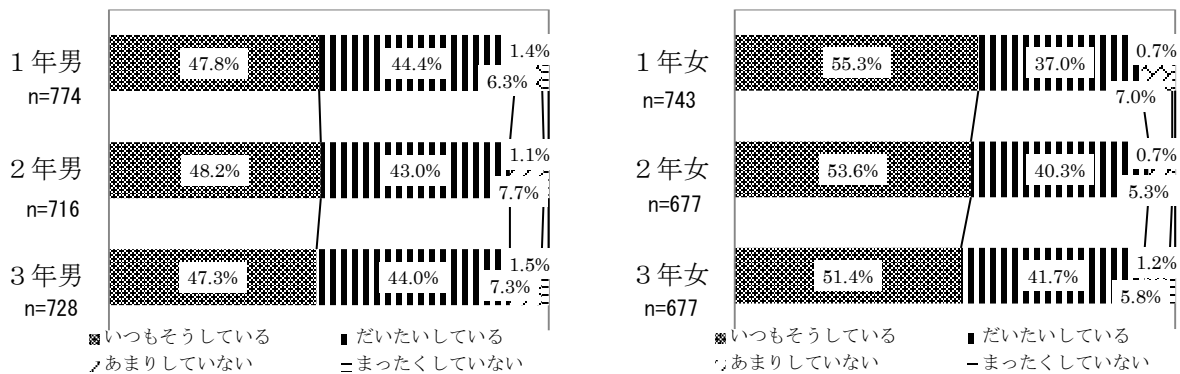 1年男
n=774
47.8%
44.4%
6.3%
1.4%
2年男
n=716
48.2%
43.0%
7.7%
1.1%
3年男
n=728
47.3%
44.0%
7.3%
1.5%
いつもそうしている
だいたいしている
あまりしていない
まったくしていない
1年女
n=743
55.3%
37.0%
7.0%
0.7%
2年女
n=677
53.6%
40.3%
5.3%
0.7%
3年女
n=677
51.4%
41.7%
5.8%
1.2%
いつもそうしている
だいたいしている
あまりしていない
まったくしていない